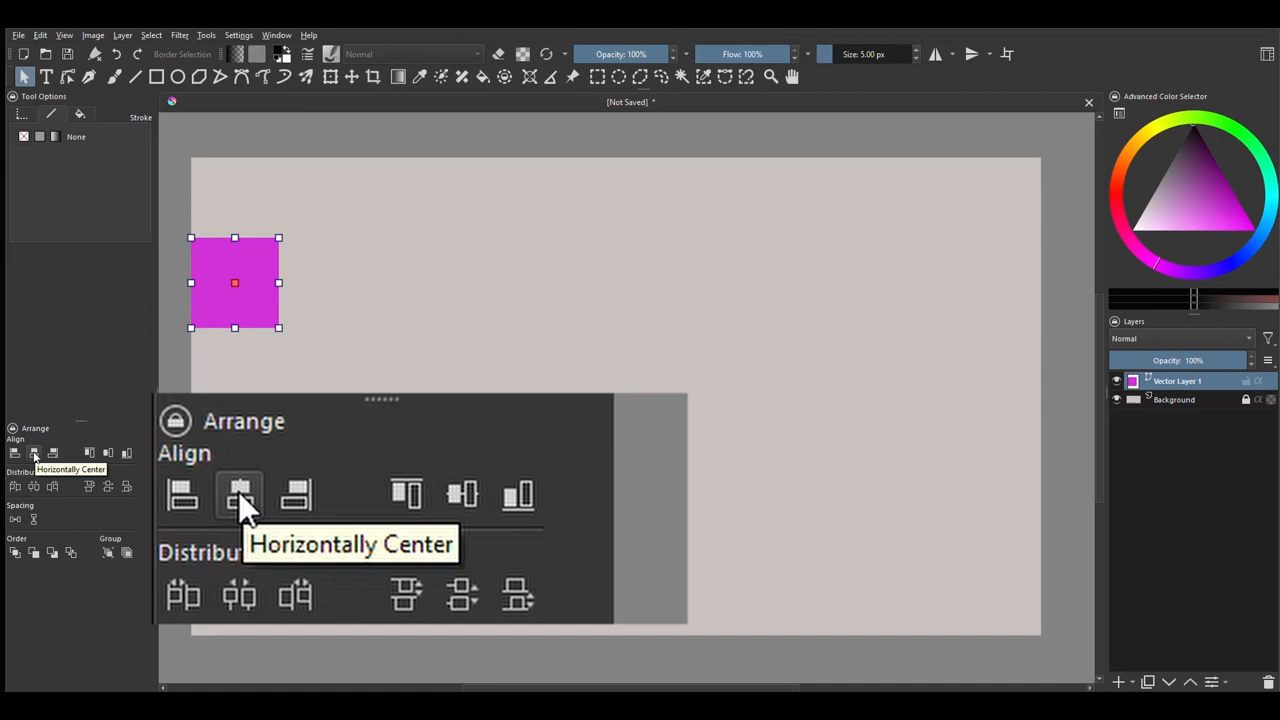 File Edit View Image Layer Select Filter Tools Settings Window Help
Border Selection Normal Opacity: 100% Flow: 100% Size: 5.00 px
Tool Options
[Not Saved] *
Advanced Color Selector
Stroke
None
Layers
Normal
Opacity: 100%
Vector Layer 1
Background
Arrange
Align
Horizontally Center
Distribut
Spacing
Order Group
Arrange
Align
Horizontally Center
Distribu